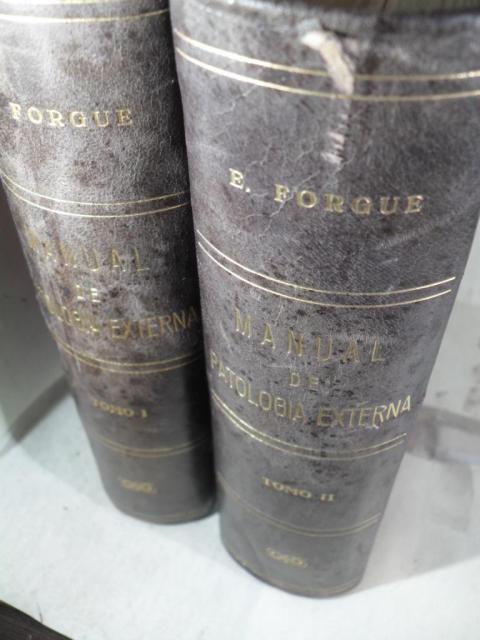 FORGUE
MANUAL
DE
PATOLOGIA EXTERNA
TOMO I
E. FORGUE
MANUAL
DE
PATOLOGIA EXTERNA
TOMO II